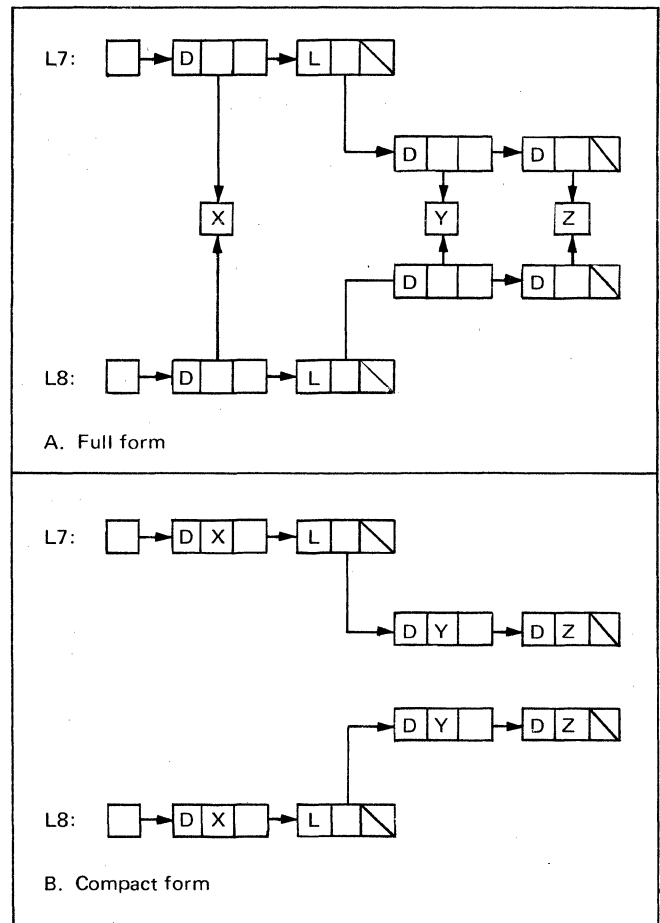 L7: D L
D D
X Y Z
D D
L8: D L
A. Full form
L7: D X L
D Y D Z
D Y D Z
L8: D X L
B. Compact form